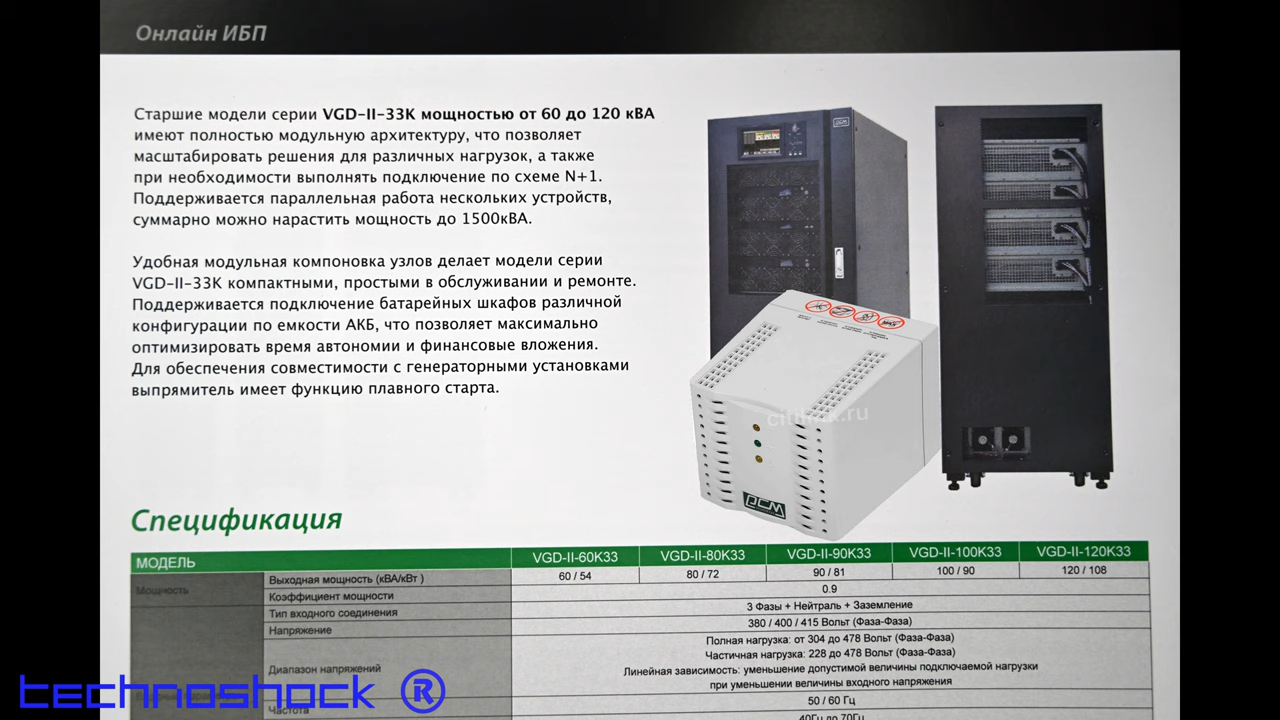 Онлайн ИБП
Старшие модели серии VGD-II-33K мощностью от 60 до 120 кВА
имеют полностью модульную архитектуру, что позволяет
масштабировать решения для различных нагрузок, а также
при необходимости выполнять подключение по схеме N+1.
Поддерживается параллельная работа нескольких устройств,
суммарно можно нарастить мощность до 1500кВА.
Удобная модульная компоновка узлов делает модели серии
VGD-II-33K компактными, простыми в обслуживании и ремонте.
Поддерживается подключение батарейных шкафов различной
конфигурации по емкости АКБ, что позволяет максимально
оптимизировать время автономии и финансовые вложения.
Для обеспечения совместимости с генераторными установками
выпрямитель имеет функцию плавного старта.
citilink.ru
PCM
Спецификация
МОДЕЛЬ VGD-II-60K33 VGD-II-80K33 VGD-II-90K33 VGD-II-100K33 VGD-II-120K33
Мощность Выходная мощность (кВА/кВт ) 60 / 54 80 / 72 90 / 81 100 / 90 120 / 108
Коэффициент мощности 0.9
Тип входного соединения 3 Фазы + Нейтраль + Заземление
Напряжение 380 / 400 / 415 Вольт (Фаза-Фаза)
Диапазон напряжений Полная нагрузка: от 304 до 478 Вольт (Фаза-Фаза)
Частичная нагрузка: 228 до 478 Вольт (Фаза-Фаза)
Линейная зависимость: уменьшение допустимой величины подключаемой нагрузки
при уменьшении величины входного напряжения
Частота 50 / 60 Гц
40Гц до 70Гц
technoshock ®